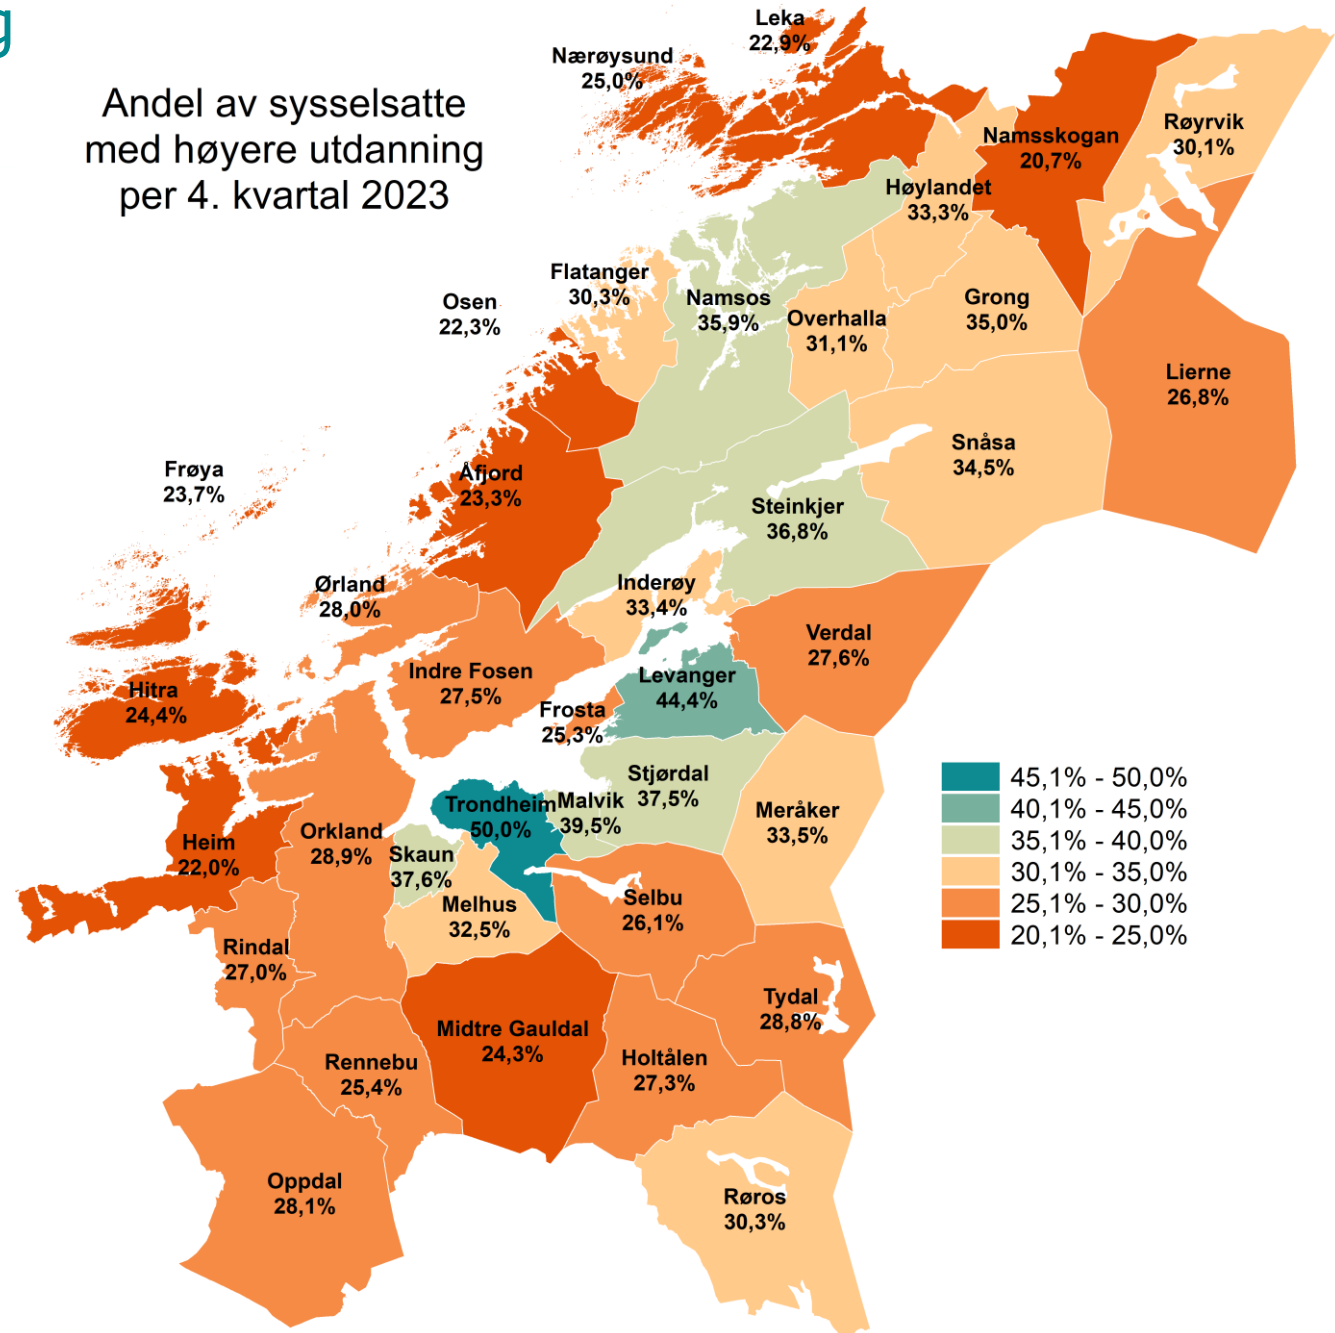 g
Andel av sysselsatte
med høyere utdanning
per 4. kvartal 2023
Leka
22,9%
Nærøysund
25,0%
Namsskogan
20,7%
Røyrvik
30,1%
Høylandet
33,3%
Flatanger
30,3%
Osen
22,3%
Namsos
35,9%
Overhalla
31,1%
Grong
35,0%
Lierne
26,8%
Snåsa
34,5%
Frøya
23,7%
Åfjord
23,3%
Steinkjer
36,8%
Ørland
28,0%
Inderøy
33,4%
Verdal
27,6%
Indre Fosen
27,5%
Levanger
44,4%
Hitra
24,4%
Frosta
25,3%
Stjørdal
37,5%
Trondheim
50,0%
Malvik
39,5%
Meråker
33,5%
Orkland
28,9%
Heim
22,0%
Skaun
37,6%
Melhus
32,5%
Selbu
26,1%
Rindal
27,0%
Tydal
28,8%
Midtre Gauldal
24,3%
Rennebu
25,4%
Holtålen
27,3%
Oppdal
28,1%
Røros
30,3%
45,1% - 50,0%
40,1% - 45,0%
35,1% - 40,0%
30,1% - 35,0%
25,1% - 30,0%
20,1% - 25,0%